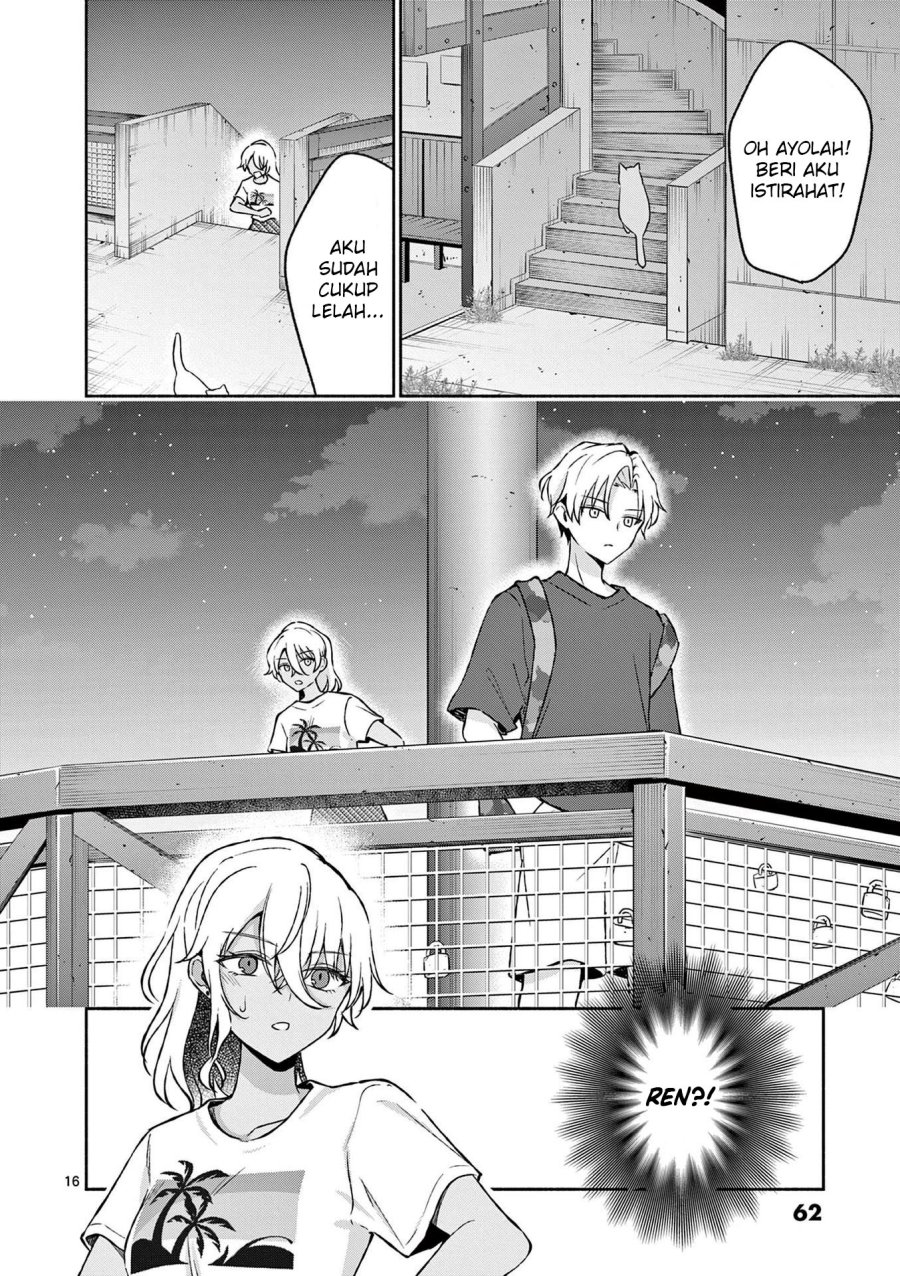 OH AYOLAH!
BERI AKU
ISTIRAHAT!
AKU
SUDAH
CUKUP
LELAH...
REN?!
16
62